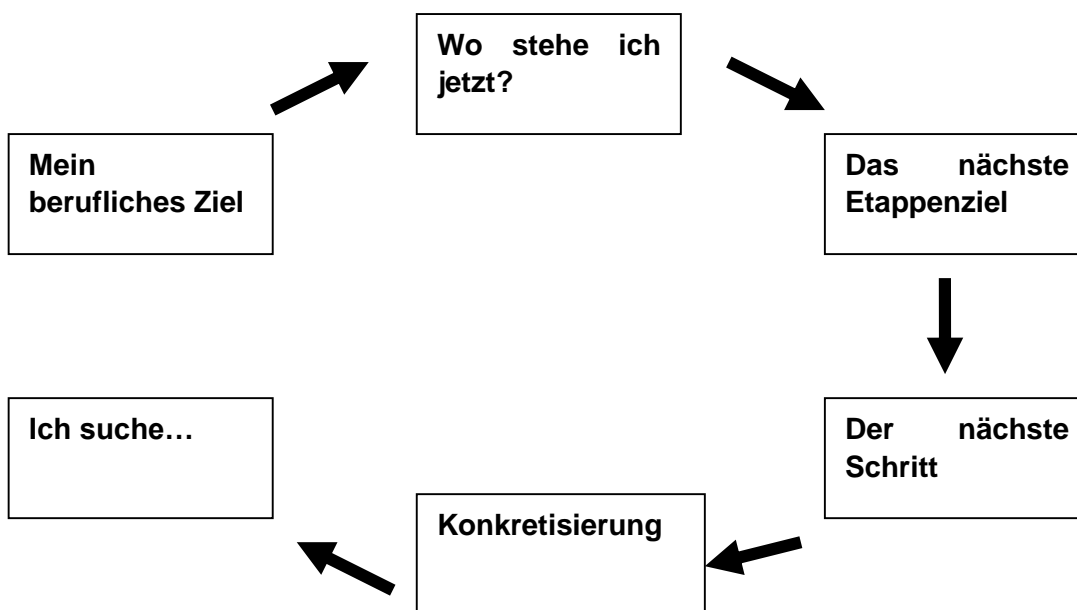 Wo stehe ich
jetzt?
Mein
berufliches Ziel
Das nächste
Etappenziel
Ich suche…
Der nächste
Schritt
Konkretisierung